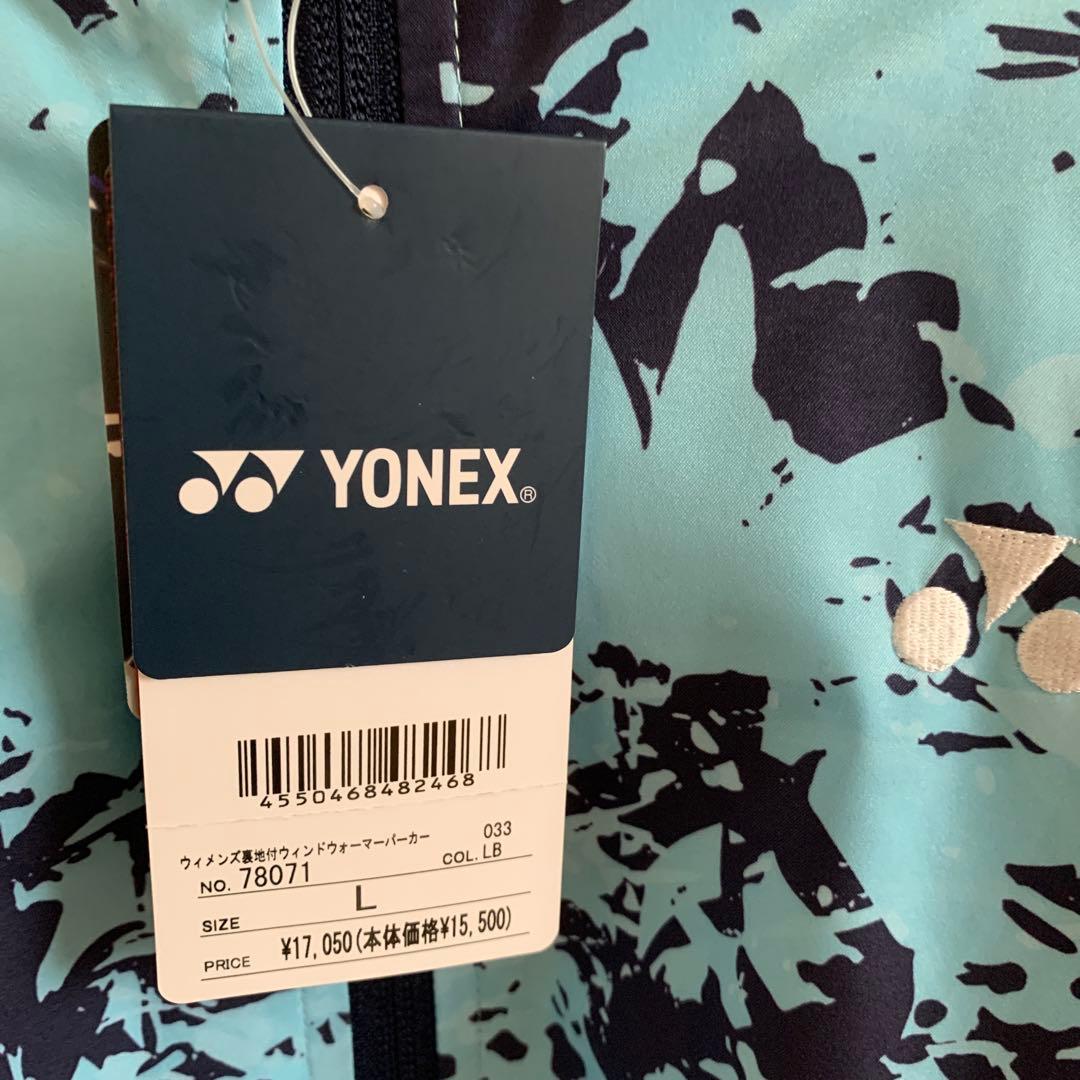 YONEX®
4550468482468
ウィメンズ裏地付ウィンドウォーマーパーカー 033
NO. 78071 COL. LB
SIZE L
PRICE ¥17,050(本体価格¥15,500)